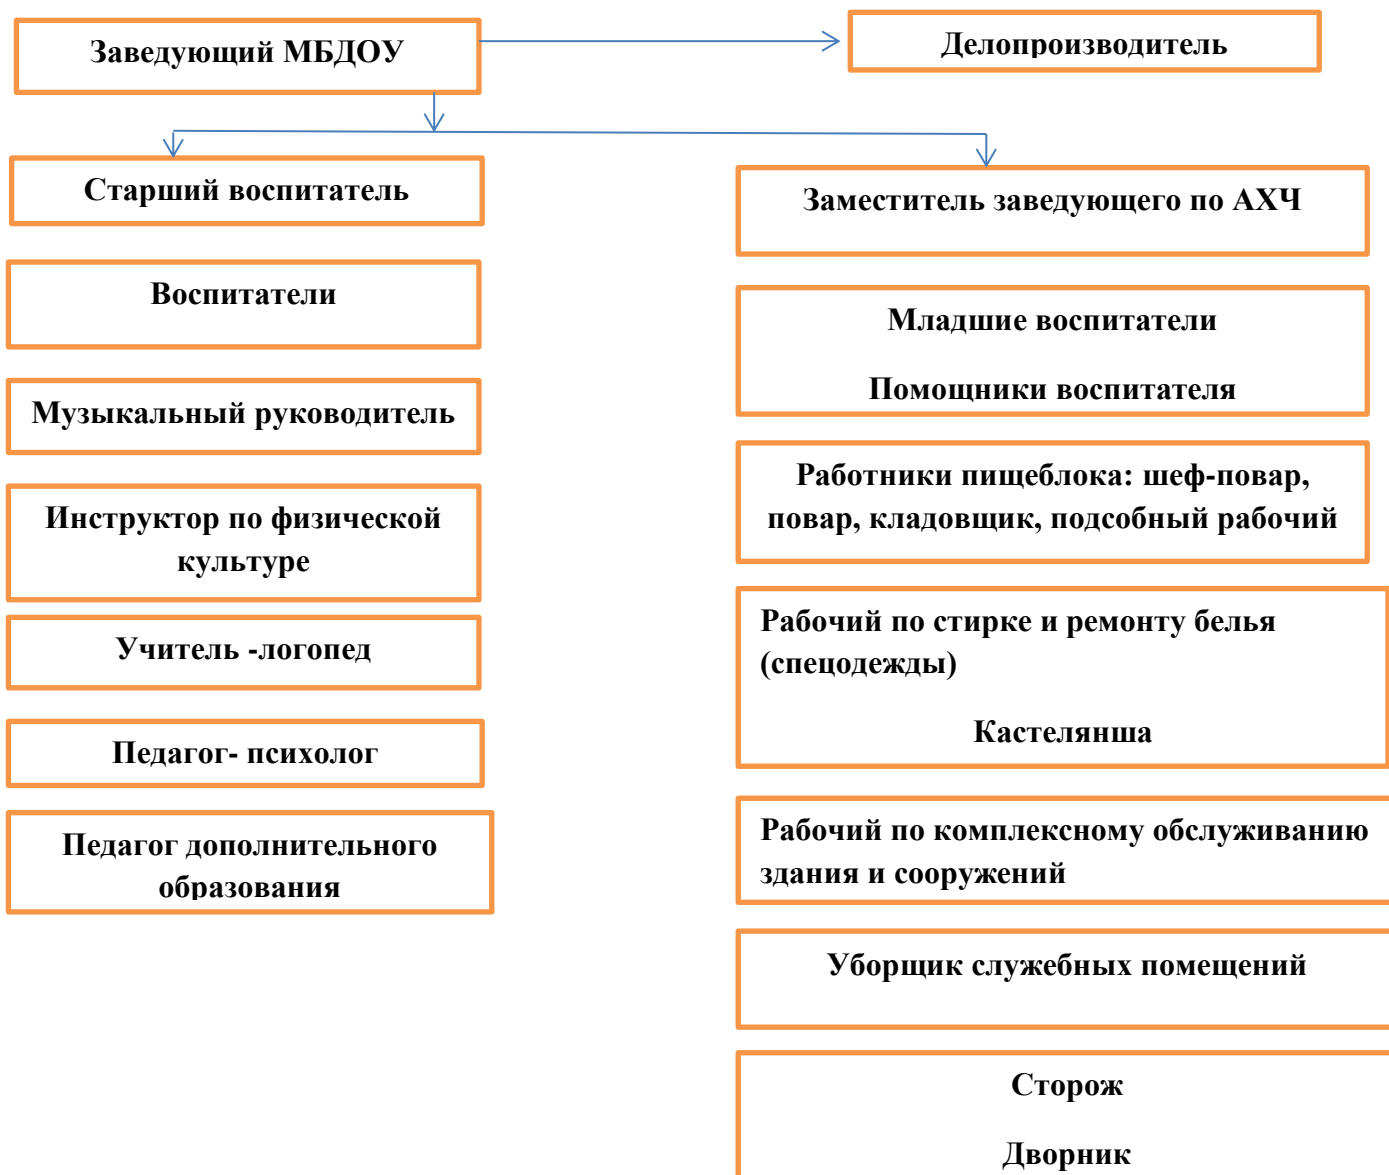 Заведующий МБДОУ
Делопроизводитель
Старший воспитатель
Воспитатели
Музыкальный руководитель
Инструктор по физической
культуре
Учитель -логопед
Педагог- психолог
Педагог дополнительного
образования
Заместитель заведующего по АХЧ
Младшие воспитатели
Помощники воспитателя
Работники пищеблока: шеф-повар,
повар, кладовщик, подсобный рабочий
Рабочий по стирке и ремонту белья
(спецодежды)
Кастелянша
Рабочий по комплексному обслуживанию
здания и сооружений
Уборщик служебных помещений
Сторож
Дворник